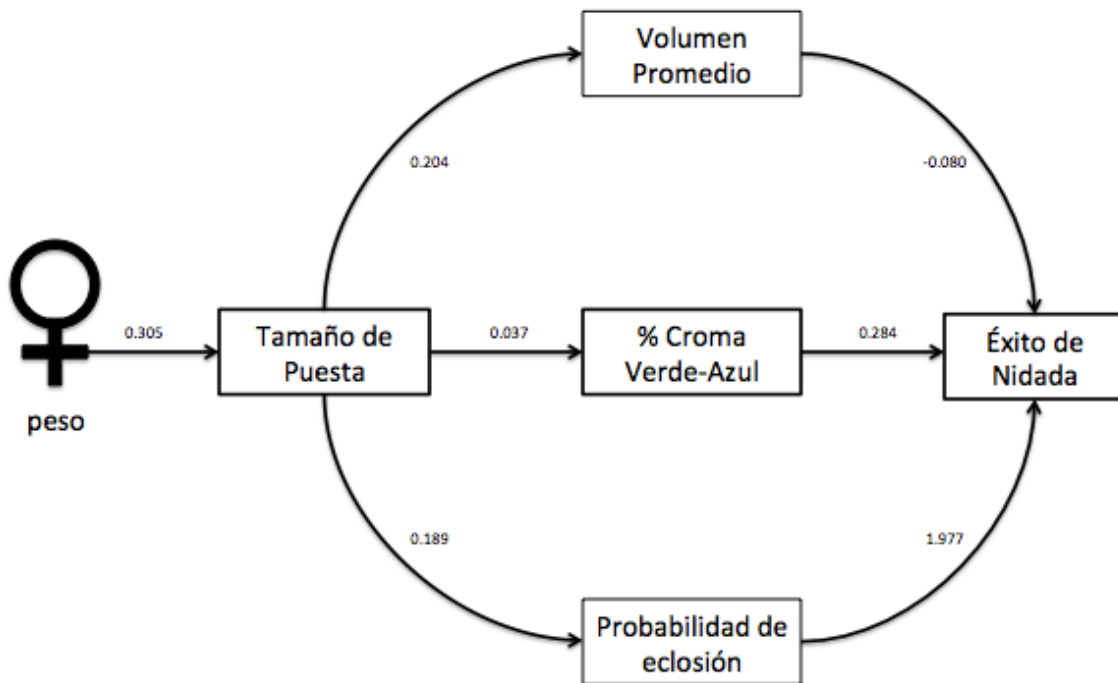 Volumen
Promedio
0.204
-0.080
0.305
Tamaño de
Puesta
0.037
% Croma
Verde-Azul
0.284
Éxito de
Nidada
peso
0.189
1.977
Probabilidad de
eclosión